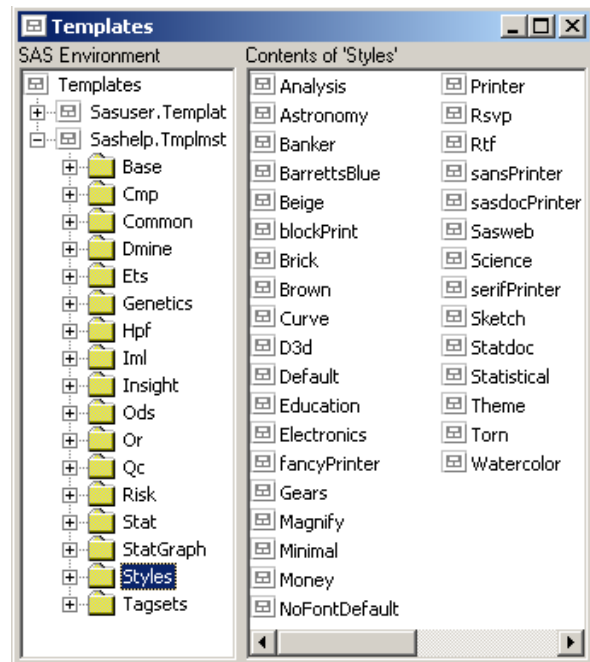 Templates
SAS Environment
Contents of 'Styles'
Templates
Sasuser.Templat
Sashelp.Tmplmst
Base
Cmp
Common
Dmine
Ets
Genetics
Hpf
Iml
Insight
Ods
Or
Qc
Risk
Stat
StatGraph
Styles
Tagsets
Analysis
Astronomy
Banker
BarrettsBlue
Beige
blockPrint
Brick
Brown
Curve
D3d
Default
Education
Electronics
fancyPrinter
Gears
Magnify
Minimal
Money
NoFontDefault
Printer
Rsvp
Rtf
sansPrinter
sasdocPrinter
Sasweb
Science
serifPrinter
Sketch
Statdoc
Statistical
Theme
Torn
Watercolor